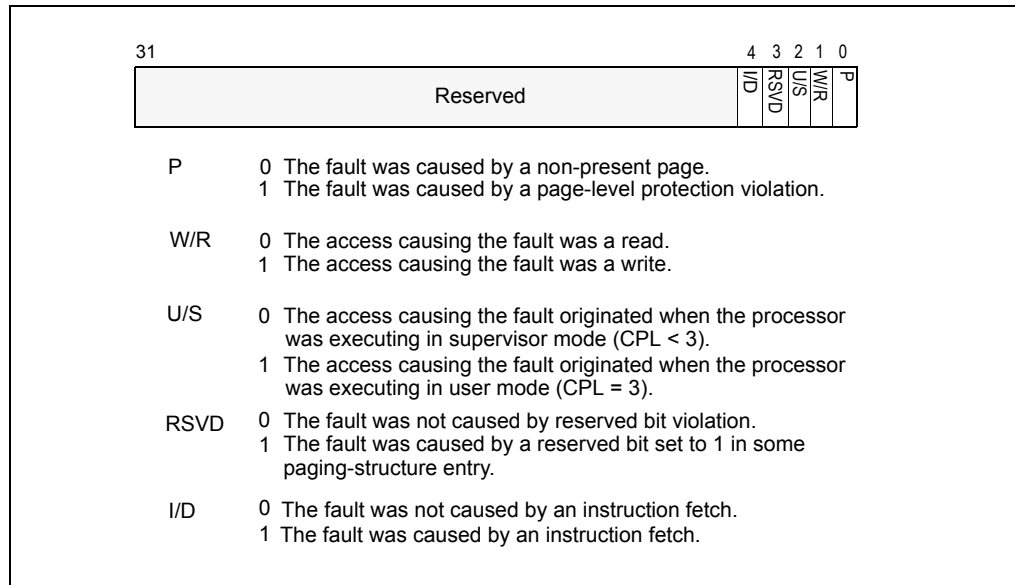 31 4 3 2 1 0
Reserved I/D RSVD U/S W/R P
P 0 The fault was caused by a non-present page.
1 The fault was caused by a page-level protection violation.
W/R 0 The access causing the fault was a read.
1 The access causing the fault was a write.
U/S 0 The access causing the fault originated when the processor
was executing in supervisor mode (CPL < 3).
1 The access causing the fault originated when the processor
was executing in user mode (CPL = 3).
RSVD 0 The fault was not caused by reserved bit violation.
1 The fault was caused by a reserved bit set to 1 in some
paging-structure entry.
I/D 0 The fault was not caused by an instruction fetch.
1 The fault was caused by an instruction fetch.